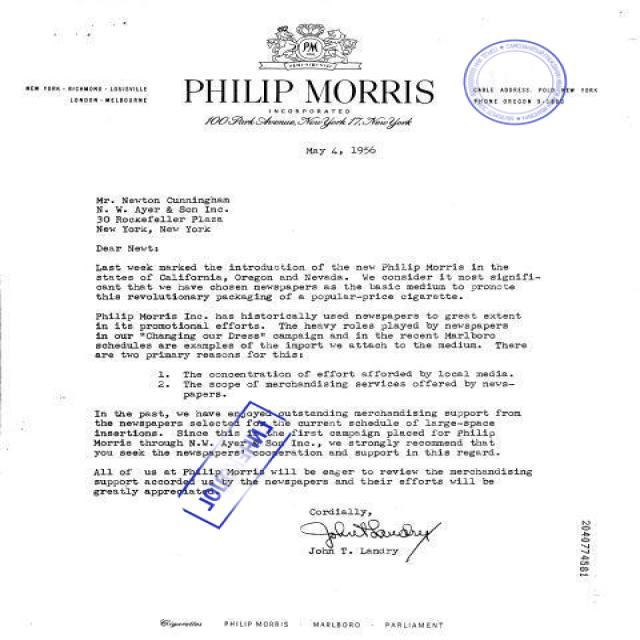 PM
PHILIP MORRIS
INCORPORATED
100 Park Avenue, New York 17, New York
NEW YORK - RICHMOND - LOUISVILLE
LONDON - MELBOURNE
CABLE ADDRESS, NEW YORK
PHONE OREGON
May 4, 1956
Mr. Newton Cunningham
N. W. Ayer & Son Inc.
30 Rockefeller Plaza
New York, New York
Dear Newt:
Last week marked the introduction of the new Philip Morris in the
states of California, Oregon and Nevada. We consider it most signifi-
cant that we have chosen newspapers as the basic medium to promote
this revolutionary packaging of a popular-price cigarette.
Philip Morris Inc. has historically used newspapers to great extent
in its promotional efforts. The heavy roles played by newspapers
in our "Changing our Dress" campaign and in the recent Marlboro
schedules are examples of the import we attach to the medium. There
are two primary reasons for this:
1. The concentration of effort afforded by local media.
2. The scope of merchandising services offered by news-
papers.
In the past, we have enjoyed outstanding merchandising support from
the newspapers selected for the current schedule of large-space
insertions. Since this is the first campaign placed for Philip
Morris through N.W. Ayer & Son Inc., we strongly recommend that
you seek the newspapers' cooperation and support in this regard.
All of us at Philip Morris will be eager to review the merchandising
support accorded us by the newspapers and their efforts will be
greatly appreciated.
Cordially,
John T. Landry
John T. Landry
2040774581
Cigarettes PHILIP MORRIS · MARLBORO · PARLIAMENT